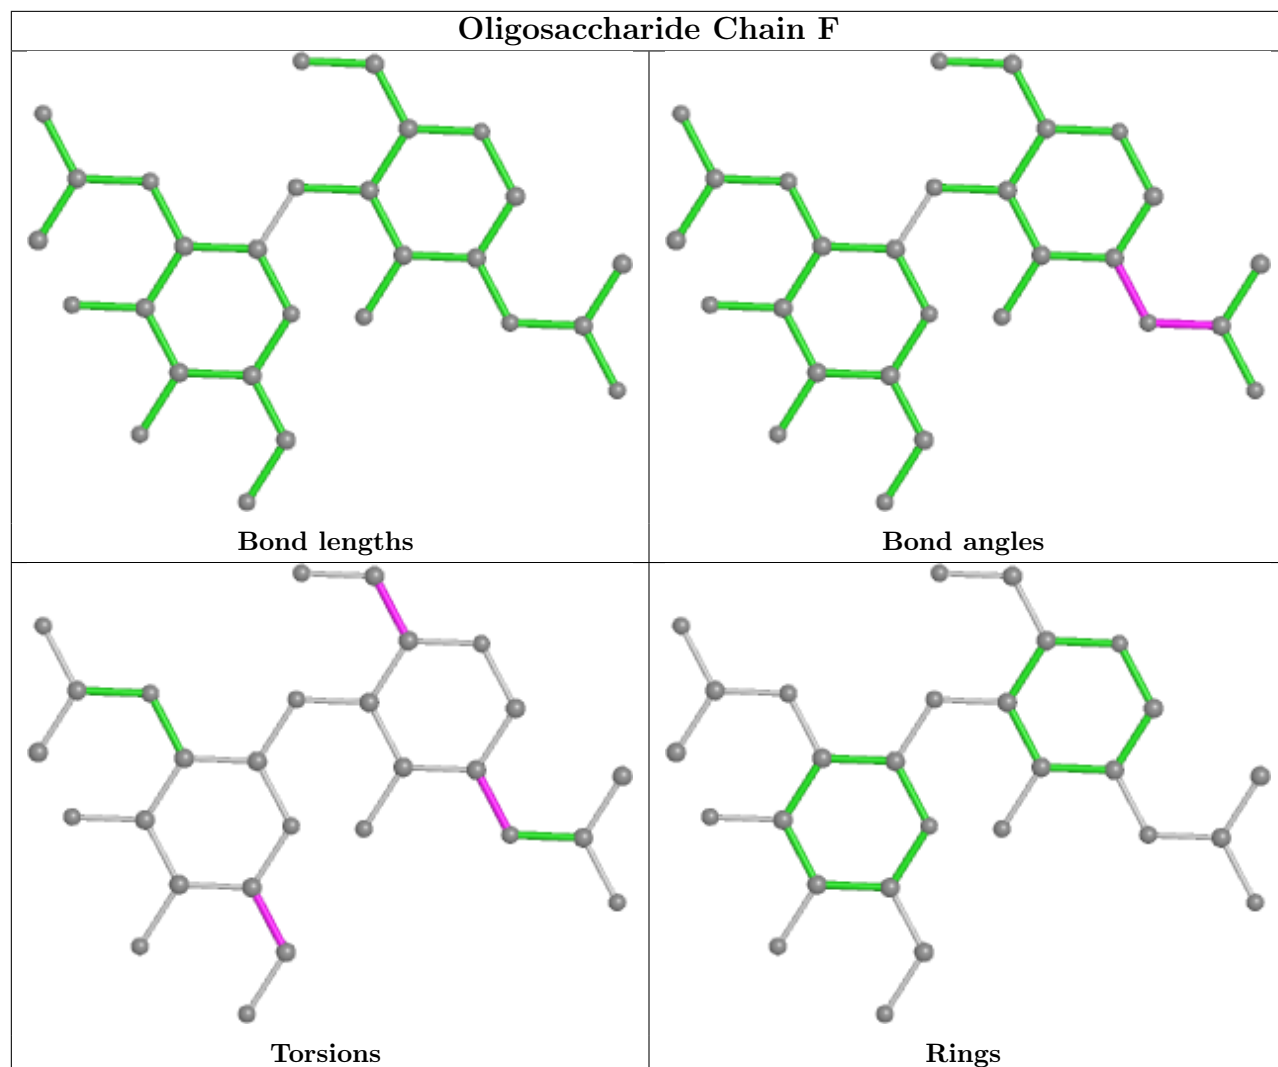 Oligosaccharide Chain F
Bond lengths
Bond angles
Torsions
Rings